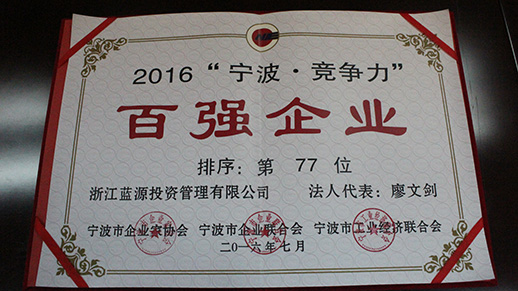 2016“宁波·竞争力”
百强企业
排序：第 77 位
浙江蓝源投资管理有限公司 法人代表：廖文剑
宁波市企业家协会 宁波市企业联合会 宁波市工业经济联合会
二〇一六年七月